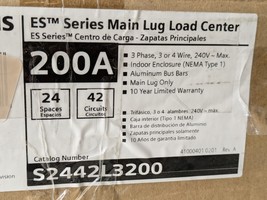 ES™ Series Main Lug Load Center
ES Series™ Centro de Carga - Zapatas Principales
200A
24
Spaces
Espacios
42
Circuits
Circuitos
• 3 Phase, 3 or 4 Wire, 240V ~ Max.
• Indoor Enclosure (NEMA Type 1)
• Aluminum Bus Bars
• Main Lug Only
• 10 Year Limited Warranty
• Trifásico, 3 o 4 alambres, 240V ~ máx.
• Caja interior (Tipo 1 NEMA)
• Barra de distribución de Aluminio
• Zapatas principales solamente
• 10 Años de garantía limitado
Rev. A
Catalog Number
S2442L3200